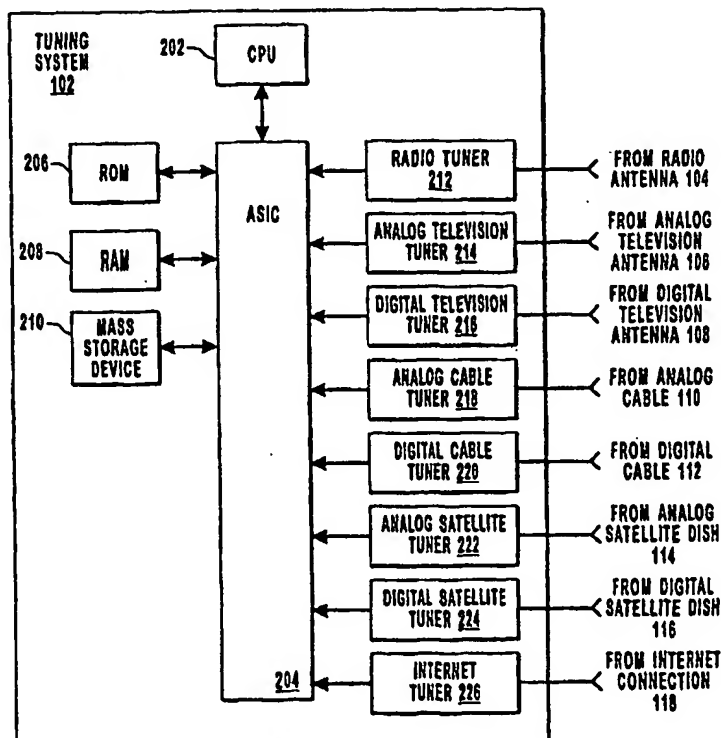 TUNING
SYSTEM
102
202
CPU
206
ROM
208
RAM
210
MASS
STORAGE
DEVICE
ASIC
204
RADIO TUNER
212
ANALOG TELEVISION
TUNER 214
DIGITAL TELEVISION
TUNER 216
ANALOG CABLE
TUNER 218
DIGITAL CABLE
TUNER 220
ANALOG SATELLITE
TUNER 222
DIGITAL SATELLITE
TUNER 224
INTERNET
TUNER 226
FROM RADIO
ANTENNA 104
FROM ANALOG
TELEVISION
ANTENNA 106
FROM DIGITAL
TELEVISION
ANTENNA 108
FROM ANALOG
CABLE 110
FROM DIGITAL
CABLE 112
FROM ANALOG
SATELLITE DISH
114
FROM DIGITAL
SATELLITE DISH
116
FROM INTERNET
CONNECTION
118